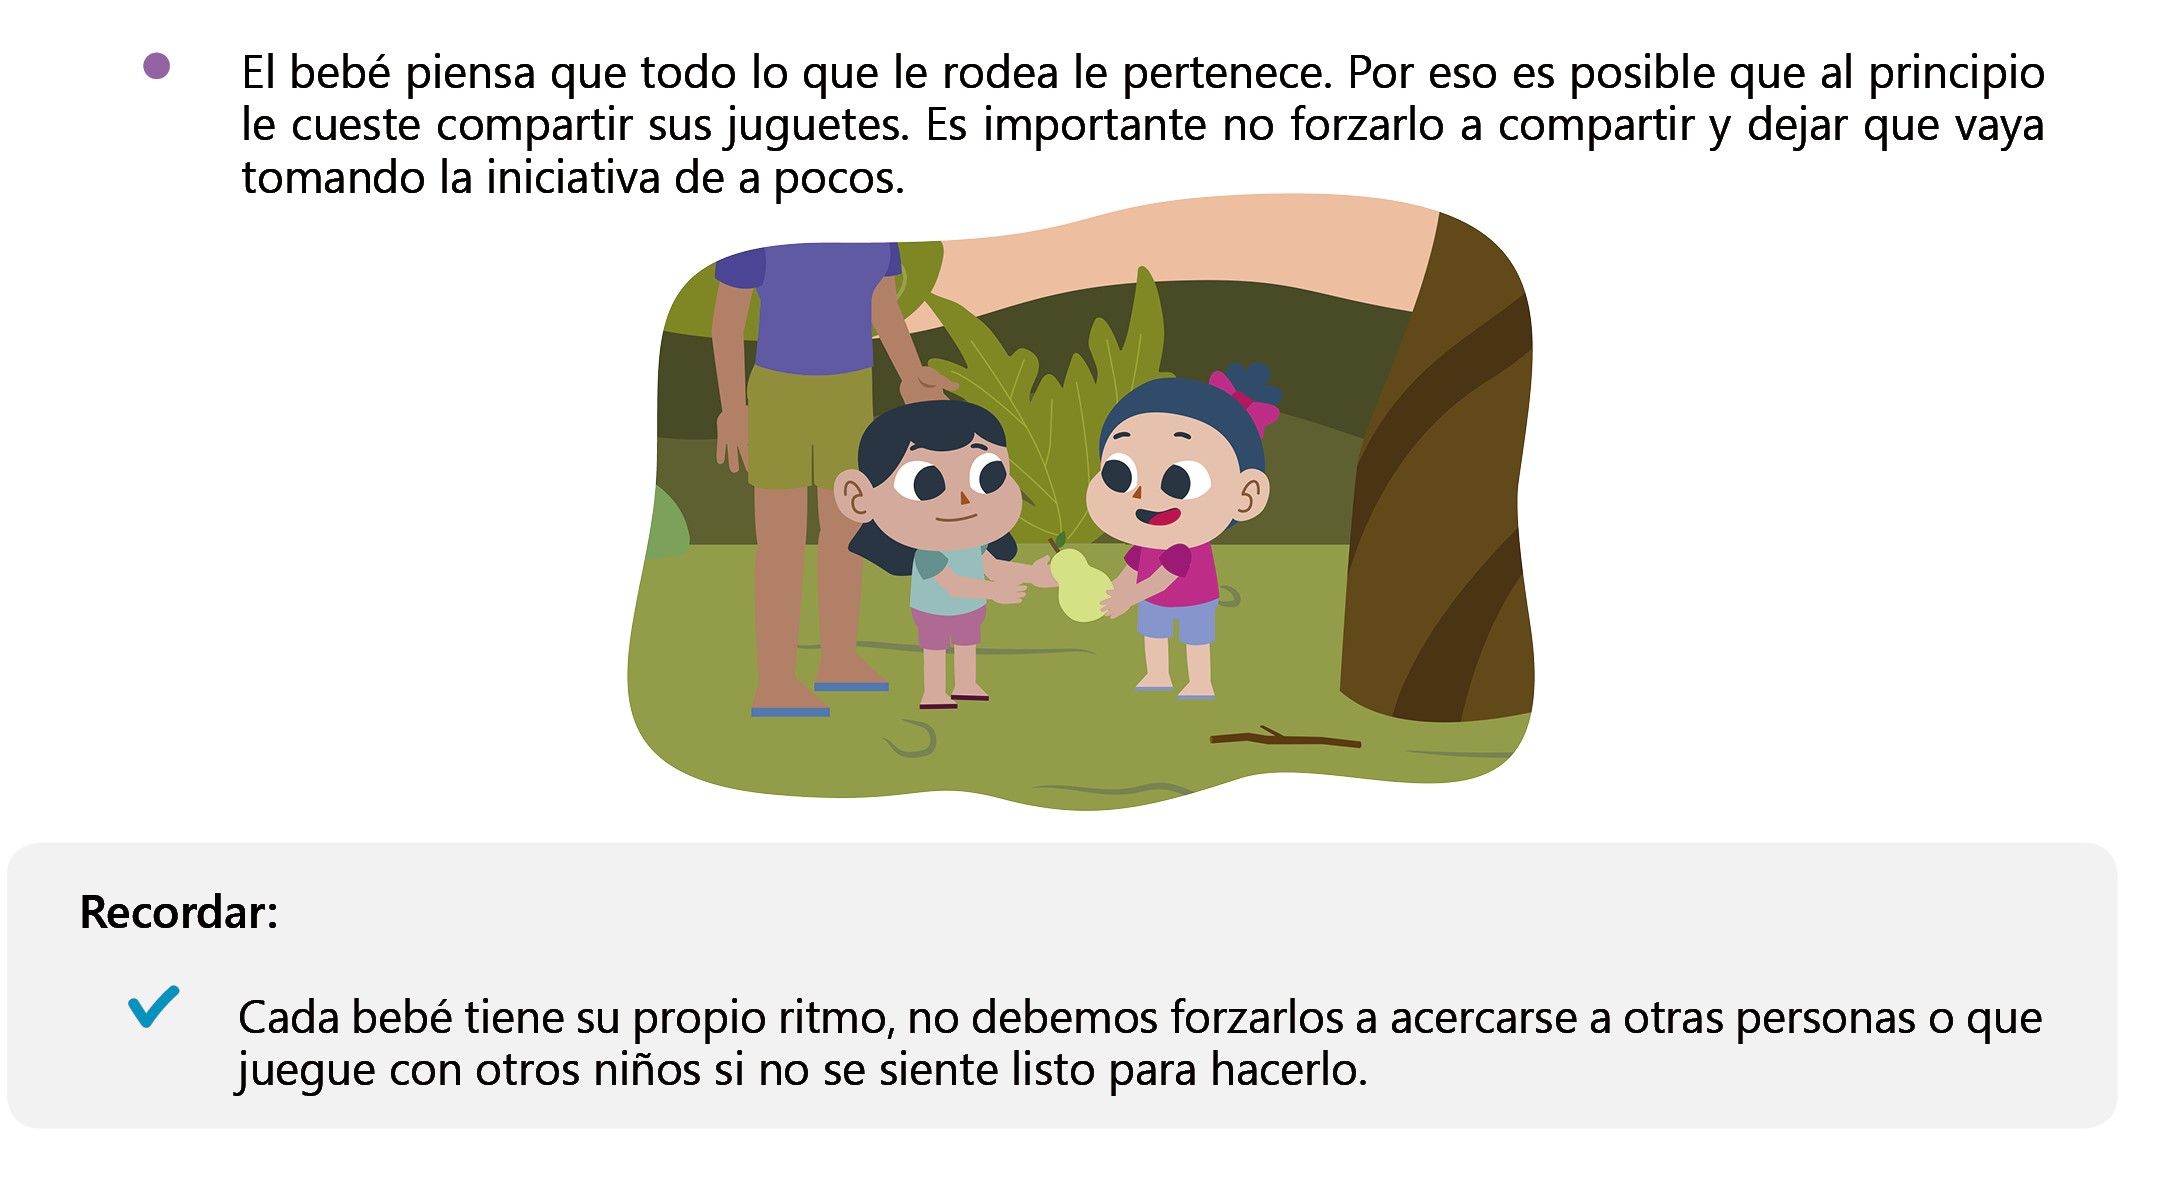 El bebé piensa que todo lo que le rodea le pertenece. Por eso es posible que al principio
le cueste compartir sus juguetes. Es importante no forzarlo a compartir y dejar que vaya
tomando la iniciativa de a pocos.
Recordar:
Cada bebé tiene su propio ritmo, no debemos forzarlos a acercarse a otras personas o que
juegue con otros niños si no se siente listo para hacerlo.